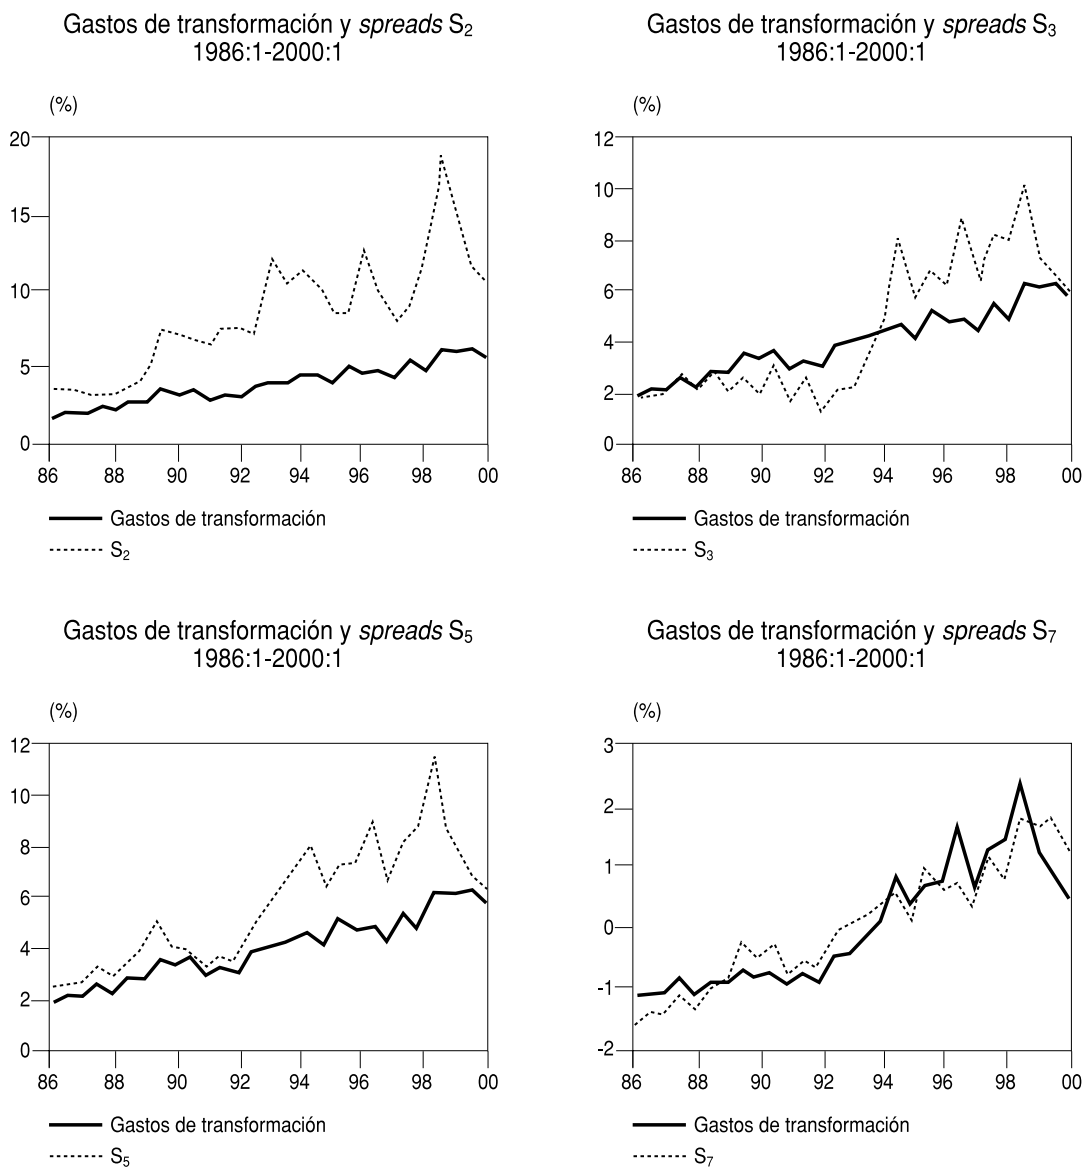 Gastos de transformación y spreads S₂
1986:1-2000:1
(%)
20
15
10
5
0
86 88 90 92 94 96 98 00
Gastos de transformación
S₂
Gastos de transformación y spreads S₃
1986:1-2000:1
(%)
12
10
8
6
4
2
0
86 88 90 92 94 96 98 00
Gastos de transformación
S₃
Gastos de transformación y spreads S₅
1986:1-2000:1
(%)
12
10
8
6
4
2
0
86 88 90 92 94 96 98 00
Gastos de transformación
S₅
Gastos de transformación y spreads S₇
1986:1-2000:1
(%)
3
2
1
0
-1
-2
86 88 90 92 94 96 98 00
Gastos de transformación
S₇